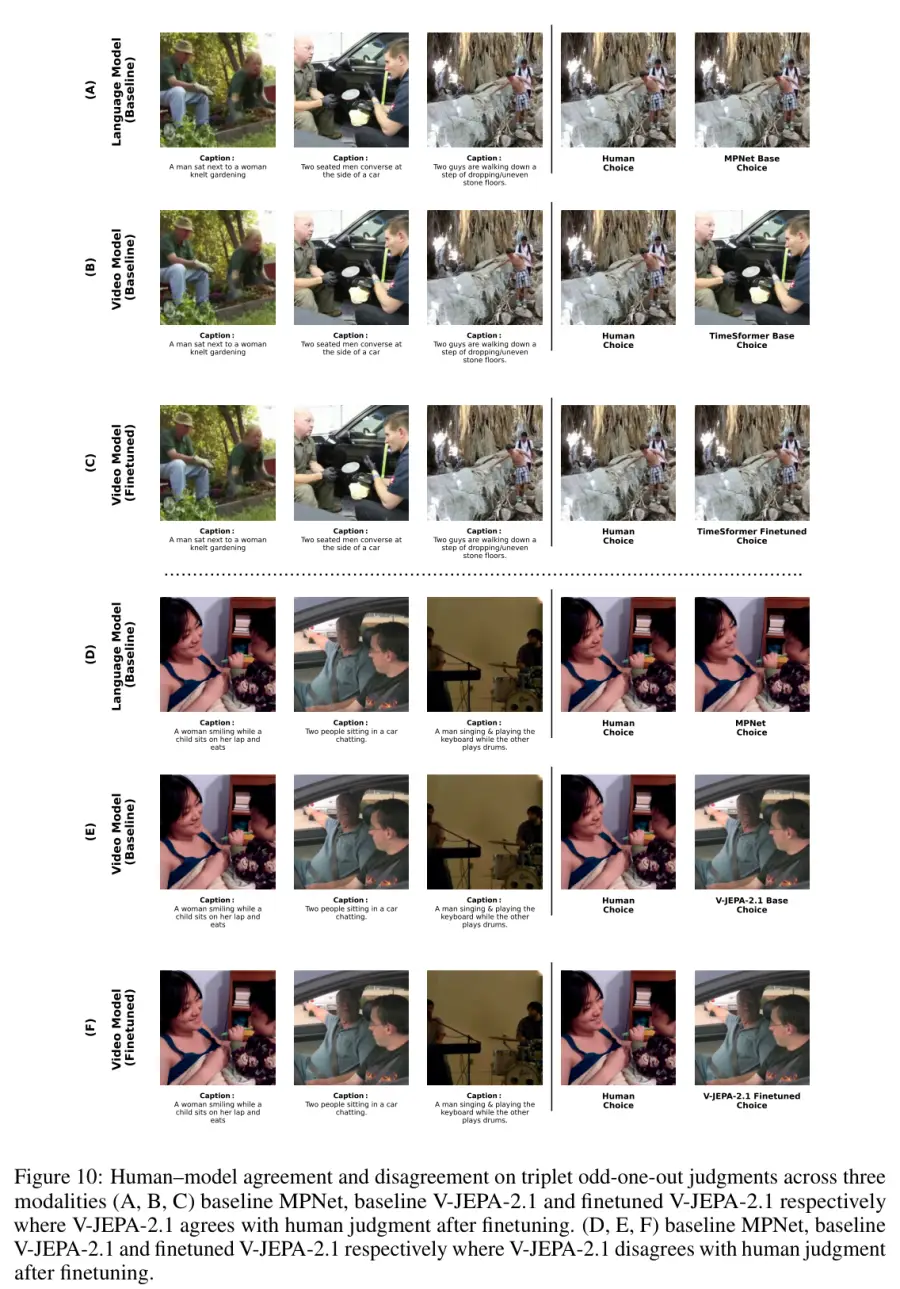 (A)
Language Model
(Baseline)
Caption :
A man sat next to a woman
knelt gardening
Caption :
Two seated men converse at
the side of a car
Caption :
Two guys are walking down a
step of dropping/uneven
stone floors.
Human
Choice
MPNet Base
Choice
(B)
Video Model
(Baseline)
Caption :
A man sat next to a woman
knelt gardening
Caption :
Two seated men converse at
the side of a car
Caption :
Two guys are walking down a
step of dropping/uneven
stone floors.
Human
Choice
TimeSformer Base
Choice
(C)
Video Model
(Finetuned)
Caption :
A man sat next to a woman
knelt gardening
Caption :
Two seated men converse at
the side of a car
Caption :
Two guys are walking down a
step of dropping/uneven
stone floors.
Human
Choice
TimeSformer Finetuned
Choice
(D)
Language Model
(Baseline)
Caption :
A woman smiling while a
child sits on her lap and
eats
Caption :
Two people sitting in a car
chatting.
Caption :
A man singing & playing the
keyboard while the other
plays drums.
Human
Choice
MPNet
Choice
(E)
Video Model
(Baseline)
Caption :
A woman smiling while a
child sits on her lap and
eats
Caption :
Two people sitting in a car
chatting.
Caption :
A man singing & playing the
keyboard while the other
plays drums.
Human
Choice
V-JEPA-2.1 Base
Choice
(F)
Video Model
(Finetuned)
Caption :
A woman smiling while a
child sits on her lap and
eats
Caption :
Two people sitting in a car
chatting.
Caption :
A man singing & playing the
keyboard while the other
plays drums.
Human
Choice
V-JEPA-2.1 Finetuned
Choice
Figure 10: Human–model agreement and disagreement on triplet odd-one-out judgments across three
modalities (A, B, C) baseline MPNet, baseline V-JEPA-2.1 and finetuned V-JEPA-2.1 respectively
where V-JEPA-2.1 agrees with human judgment after finetuning. (D, E, F) baseline MPNet, baseline
V-JEPA-2.1 and finetuned V-JEPA-2.1 respectively where V-JEPA-2.1 disagrees with human judgment
after finetuning.